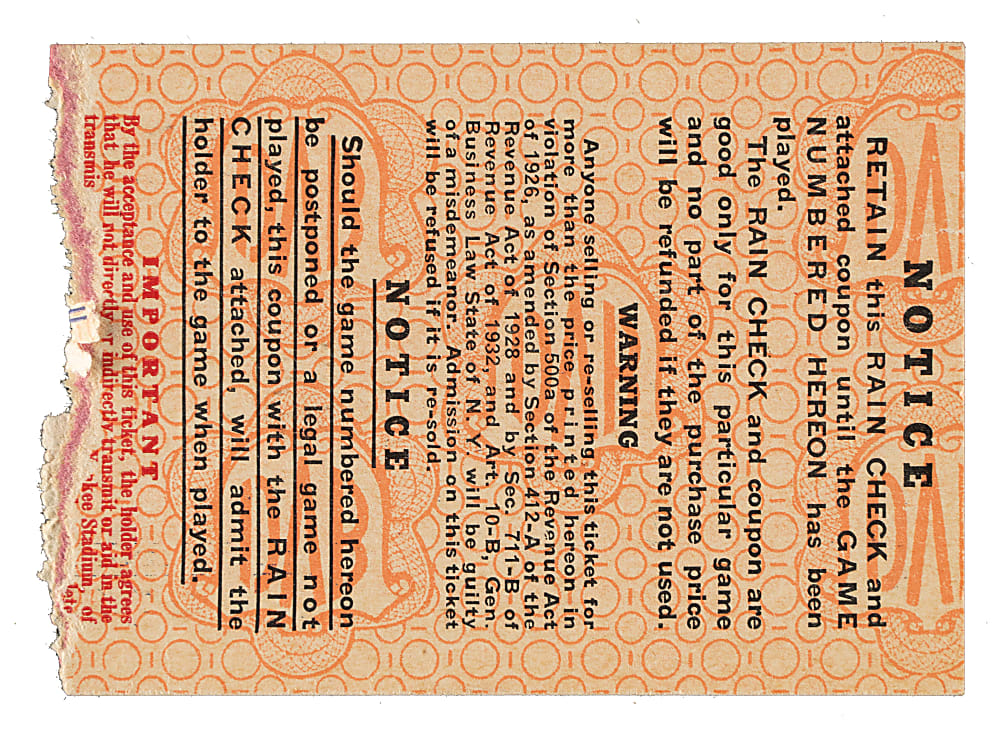 NOTICE
RETAIN this RAIN CHECK and
attached coupon until the GAME
NUMBERED HEREON has been
played.
The RAIN CHECK and coupon are
good only for this particular game
and no part of the purchase price
will be refunded if they are not used.
WARNING
Anyone selling or re-selling this ticket for
more than the price printed hereon in
violation of Section 500a of the Revenue Act
of 1926, as amended by Section 412-A of the
Revenue Act of 1928 and by Sec. 711-B of
Revenue Act of 1932, and Art. 10-B, Gen.
Business Law State of N. Y. will be guilty
of a misdemeanor. Admission on this ticket
will be refused if it is re-sold.
NOTICE
Should the game numbered hereon
be postponed or a legal game not
played, this coupon with the RAIN
CHECK attached, will admit the
holder to the game when played.
IMPORTANT
By the acceptance and use of this ticket, the holder agrees
that he will not directly or indirectly transmit or aid in the
transmis kee Stadium, of